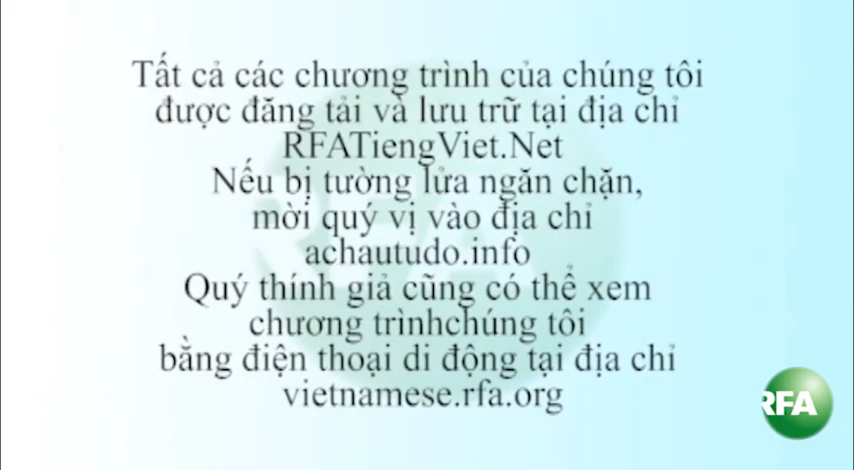 Tất cả các chương trình của chúng tôi
được đăng tải và lưu trữ tại địa chỉ
RFATiengViet.Net
Nếu bị tường lửa ngăn chặn,
mời quý vị vào địa chỉ
achautudo.info
Quý thính giả cũng có thể xem
chương trìnhchúng tôi
bằng điện thoại di động tại địa chỉ
vietnamese.rfa.org
RFA